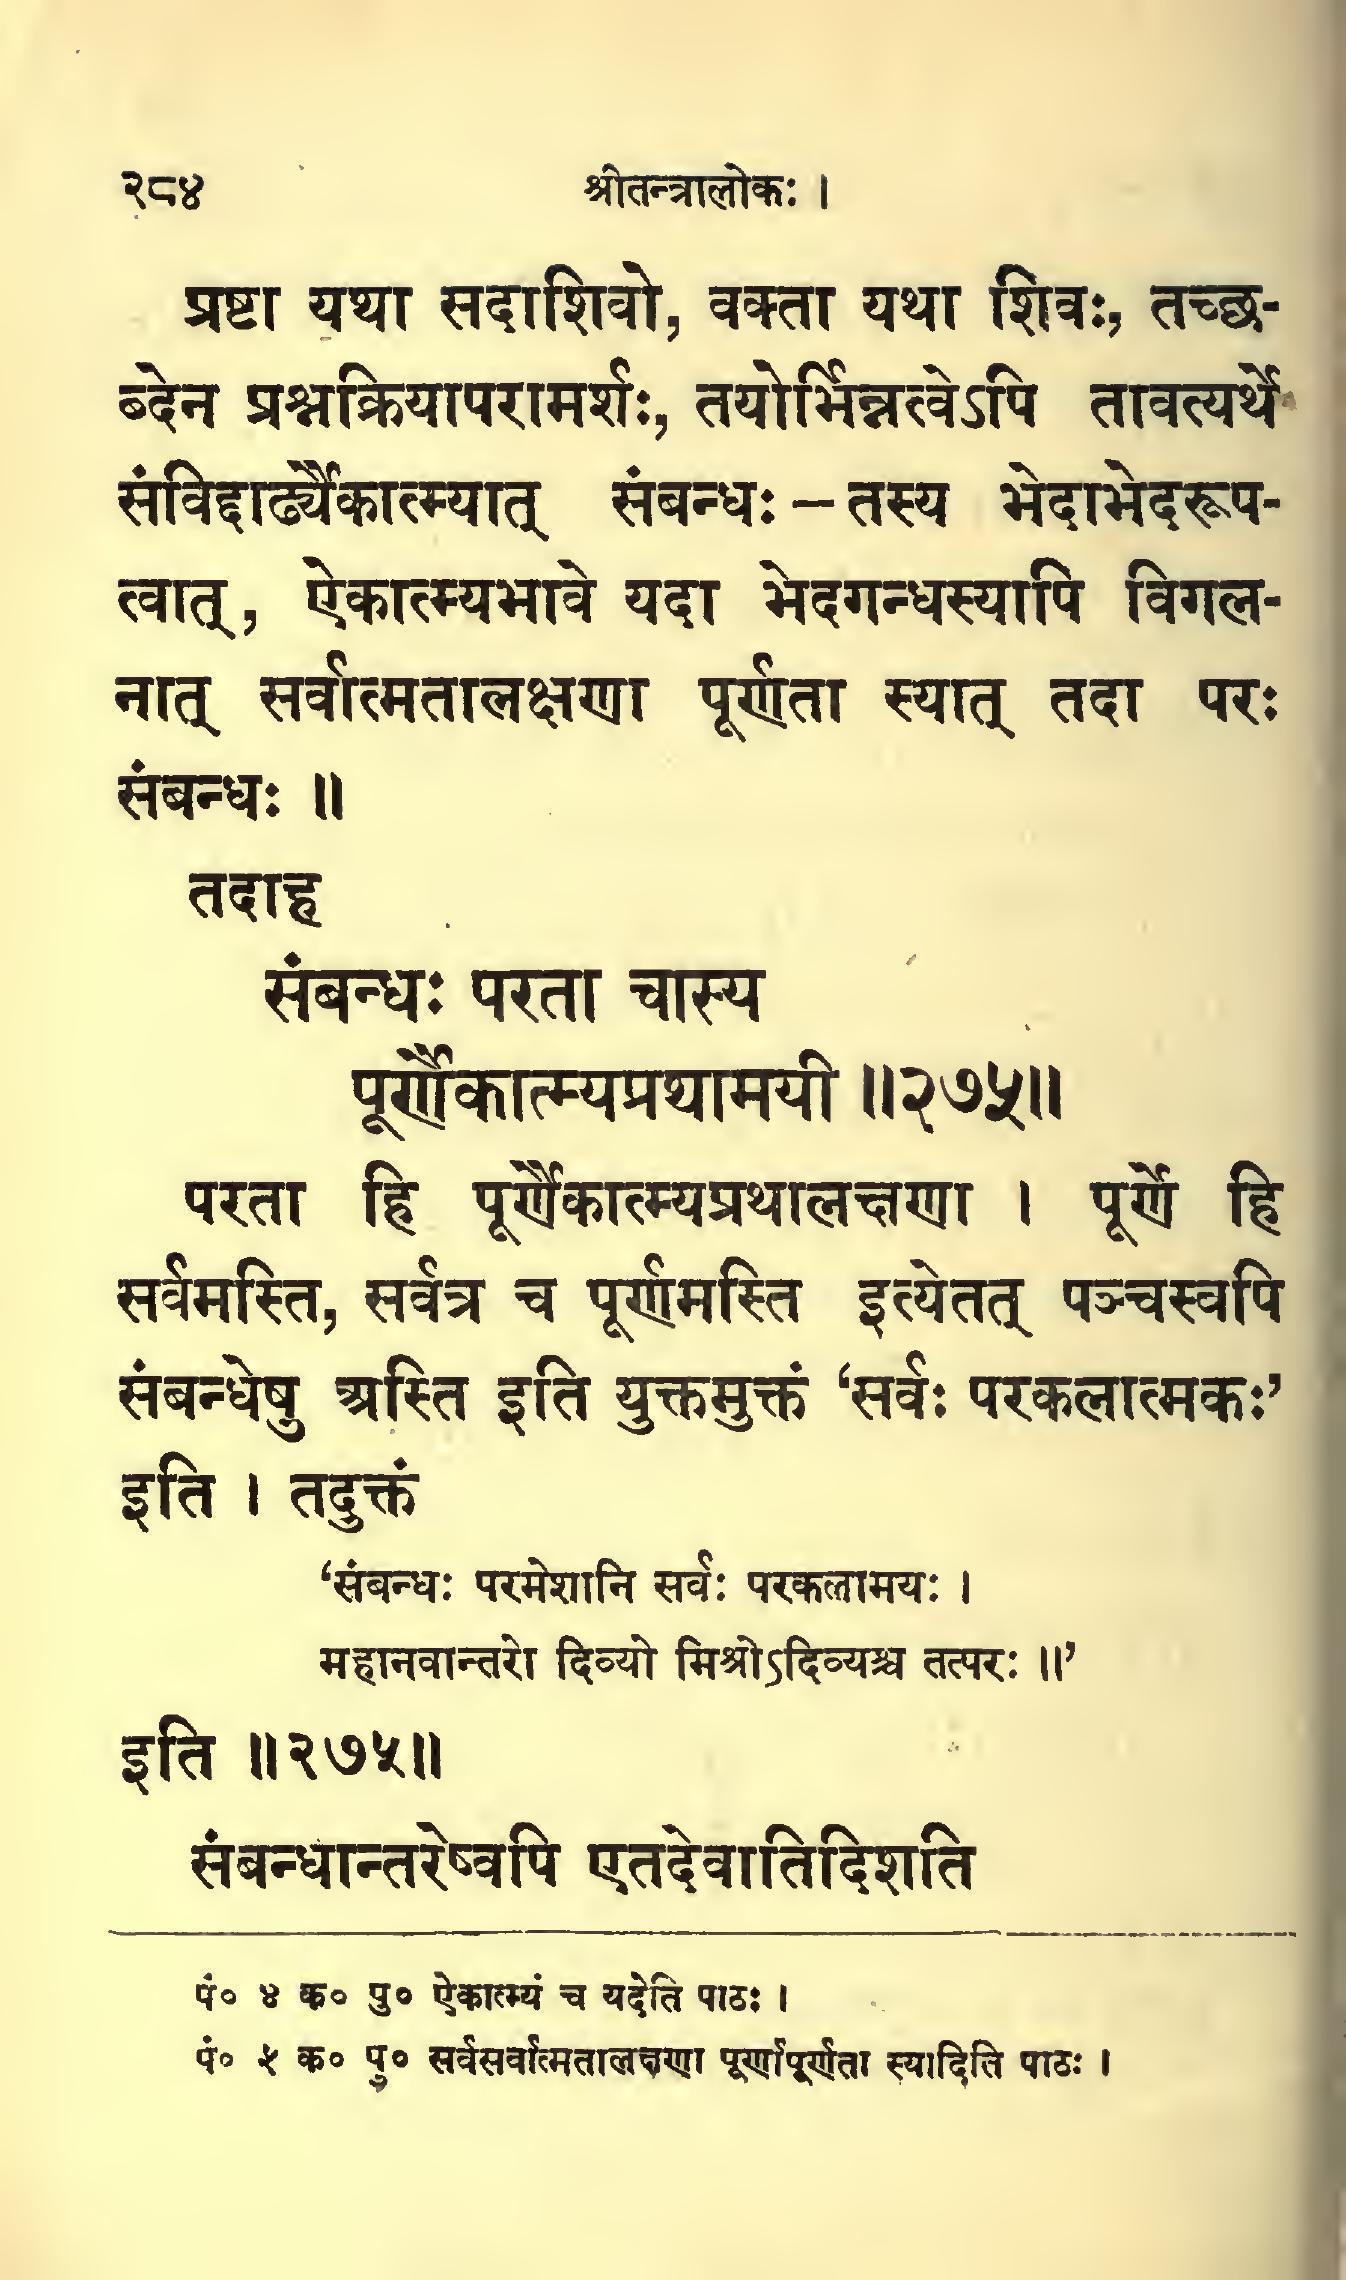 २८४ श्रीतन्त्रालोकः ।
प्रष्टा यथा सदाशिवो, वक्ता यथा शिवः, तच्छ-
ब्देन प्रश्नक्रियापरामर्शः, तयोर्भिन्नत्वेऽपि तावत्यर्थे
संविद्दार्ढ्यैकात्म्यात् संबन्धः – तस्य भेदाभेदरूप-
त्वात्, ऐकात्म्यभावे यदा भेदगन्धस्यापि विगल-
नात् सर्वात्मतालक्षणा पूर्णता स्यात् तदा परः
संबन्धः ॥
तदाह
संबन्धः परता चास्य
पूर्णैकात्म्यप्रथामयी ॥२७५॥
परता हि पूर्णैकात्म्यप्रथालक्षणा । पूर्णे हि
सर्वमस्ति, सर्वत्र च पूर्णमस्ति इत्येतत् पञ्चस्वपि
संबन्धेषु अस्ति इति युक्तमुक्तं ‘सर्वः परकलात्मकः’
इति । तदुक्तं
‘संबन्धः परमेशानि सर्वः परकलामयः ।
महानवान्तरो दिव्यो मिश्रोऽदिव्यश्च तत्परः ॥’
इति ॥२७५॥
संबन्धान्तरेष्वपि एतदेवातिदिशति
पं० ४ क० पु० ऐकात्म्यं च यदेति पाठः ।
पं० ५ क० पु० सर्वसर्वात्मतालक्षणा पूर्णापूर्णता स्यादिति पाठः ।